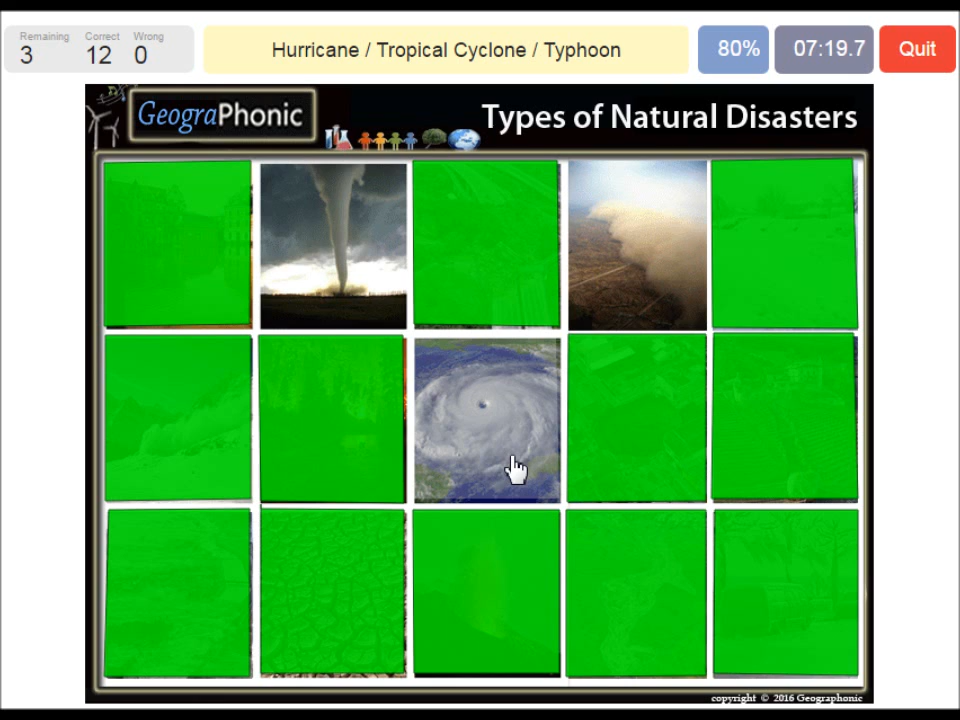 Remaining Correct Wrong
3 12 0
Hurricane / Tropical Cyclone / Typhoon
80%
07:19.7
Quit
GeograPhonic
Types of Natural Disasters
copyright © 2016 Geographonic